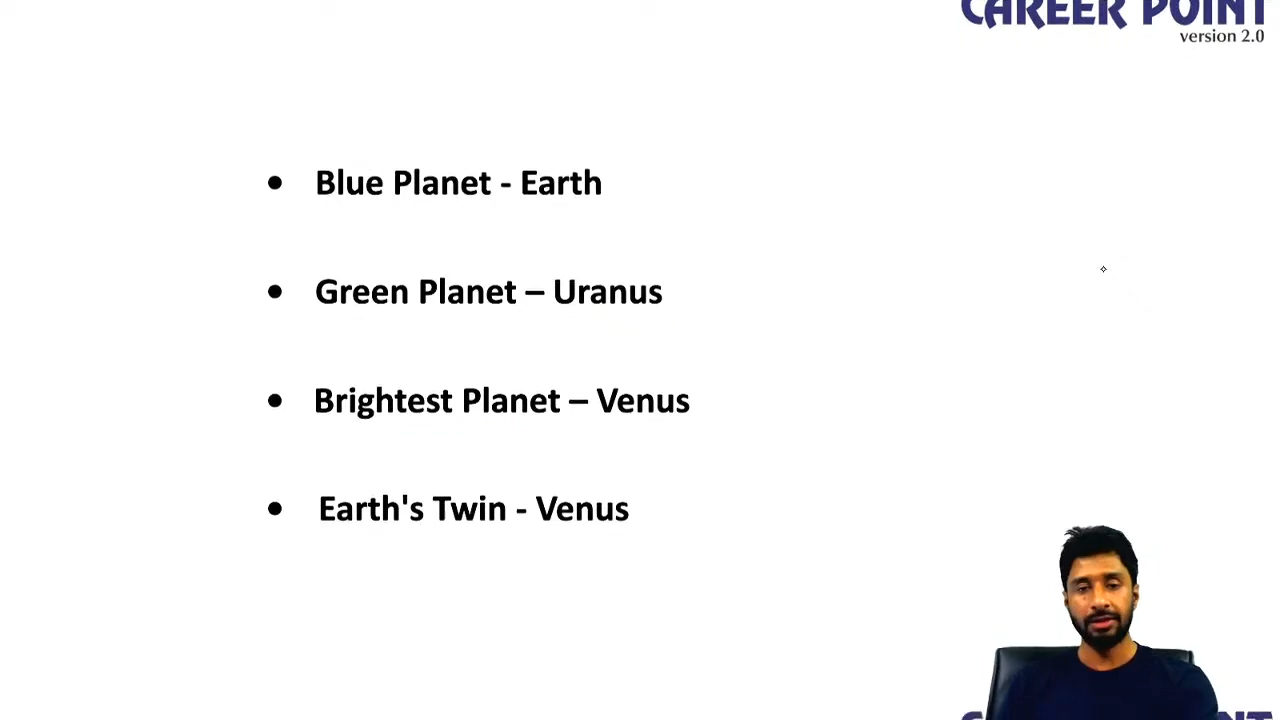 CAREER POINT
version 2.0
• Blue Planet - Earth
• Green Planet – Uranus
• Brightest Planet – Venus
• Earth's Twin - Venus